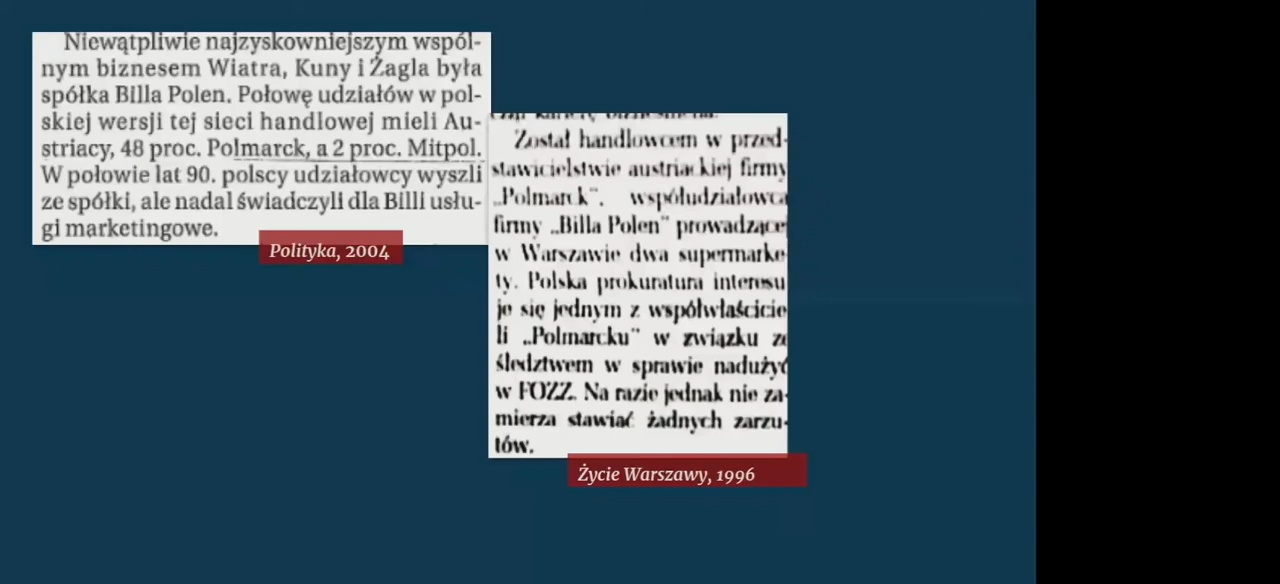 Niewątpliwie najzyskowniejszym wspól-
nym biznesem Wiatra, Kuny i Żagla była
spółka Billa Polen. Połowę udziałów w pol-
skiej wersji tej sieci handlowej mieli Au-
striacy, 48 proc. Polmarck, a 2 proc. Mitpol.
W połowie lat 90. polscy udziałowcy wyszli
ze spółki, ale nadal świadczyli dla Billi usłu-
gi marketingowe.
Polityka, 2004
Został handlowcem w przed-
stawicielstwie austriackiej firmy
„Polmarck”, współudziałowca
firmy „Billa Polen” prowadzącej
w Warszawie dwa supermarke-
ty. Polska prokuratura interesu
je się jednym z współwłaścicie
li „Polmarcku” w związku ze
śledztwem w sprawie nadużyć
w FOZZ. Na razie jednak nie za-
mierza stawiać żadnych zarzu-
tów.
Życie Warszawy, 1996